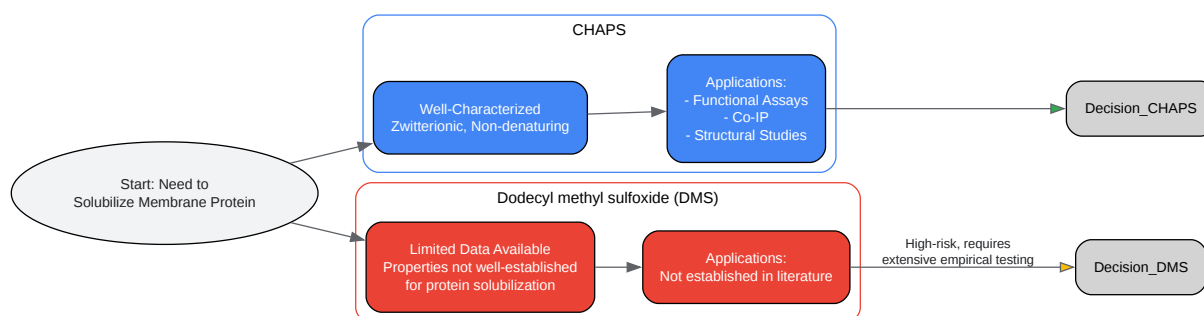 CHAPS
Well-Characterized
Zwitterionic, Non-denaturing
Applications:
- Functional Assays
- Co-IP
- Structural Studies
Decision_CHAPS
Start: Need to
Solubilize Membrane Protein
Dodecyl methyl sulfoxide (DMS)
Limited Data Available
Properties not well-established
for protein solubilization
Applications:
Not established in literature
High-risk, requires
extensive empirical testing
Decision_DMS